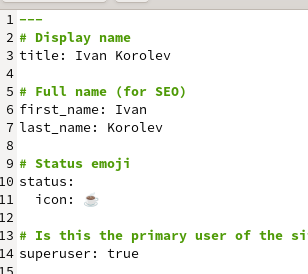 1 ---
2 # Display name
3 title: Ivan Korolev
4
5 # Full name (for SEO)
6 first_name: Ivan
7 last_name: Korolev
8
9 # Status emoji
10 status:
11   icon: ☕
12
13 # Is this the primary user of the si
14 superuser: true
15